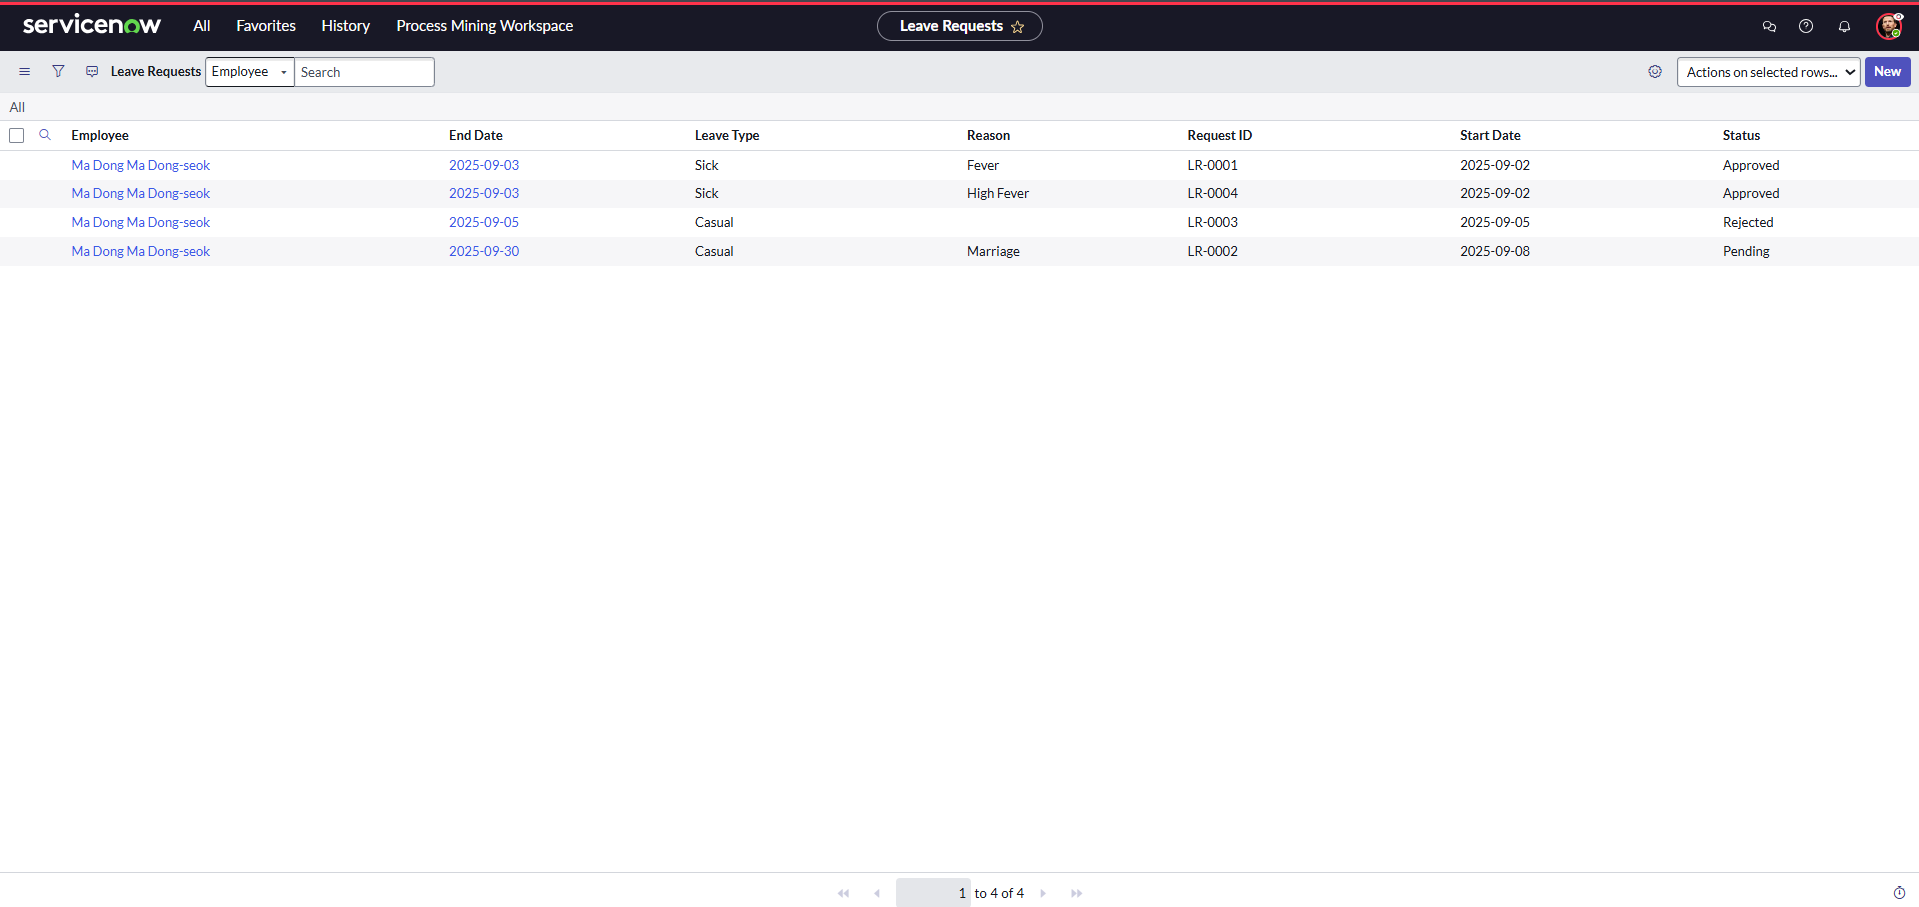 servicenow All Favorites History Process Mining Workspace Leave Requests
Leave Requests Employee Search Actions on selected rows... New
All
Employee End Date Leave Type Reason Request ID Start Date Status
Ma Dong Ma Dong-seok 2025-09-03 Sick Fever LR-0001 2025-09-02 Approved
Ma Dong Ma Dong-seok 2025-09-03 Sick High Fever LR-0004 2025-09-02 Approved
Ma Dong Ma Dong-seok 2025-09-05 Casual LR-0003 2025-09-05 Rejected
Ma Dong Ma Dong-seok 2025-09-30 Casual Marriage LR-0002 2025-09-08 Pending
1 to 4 of 4